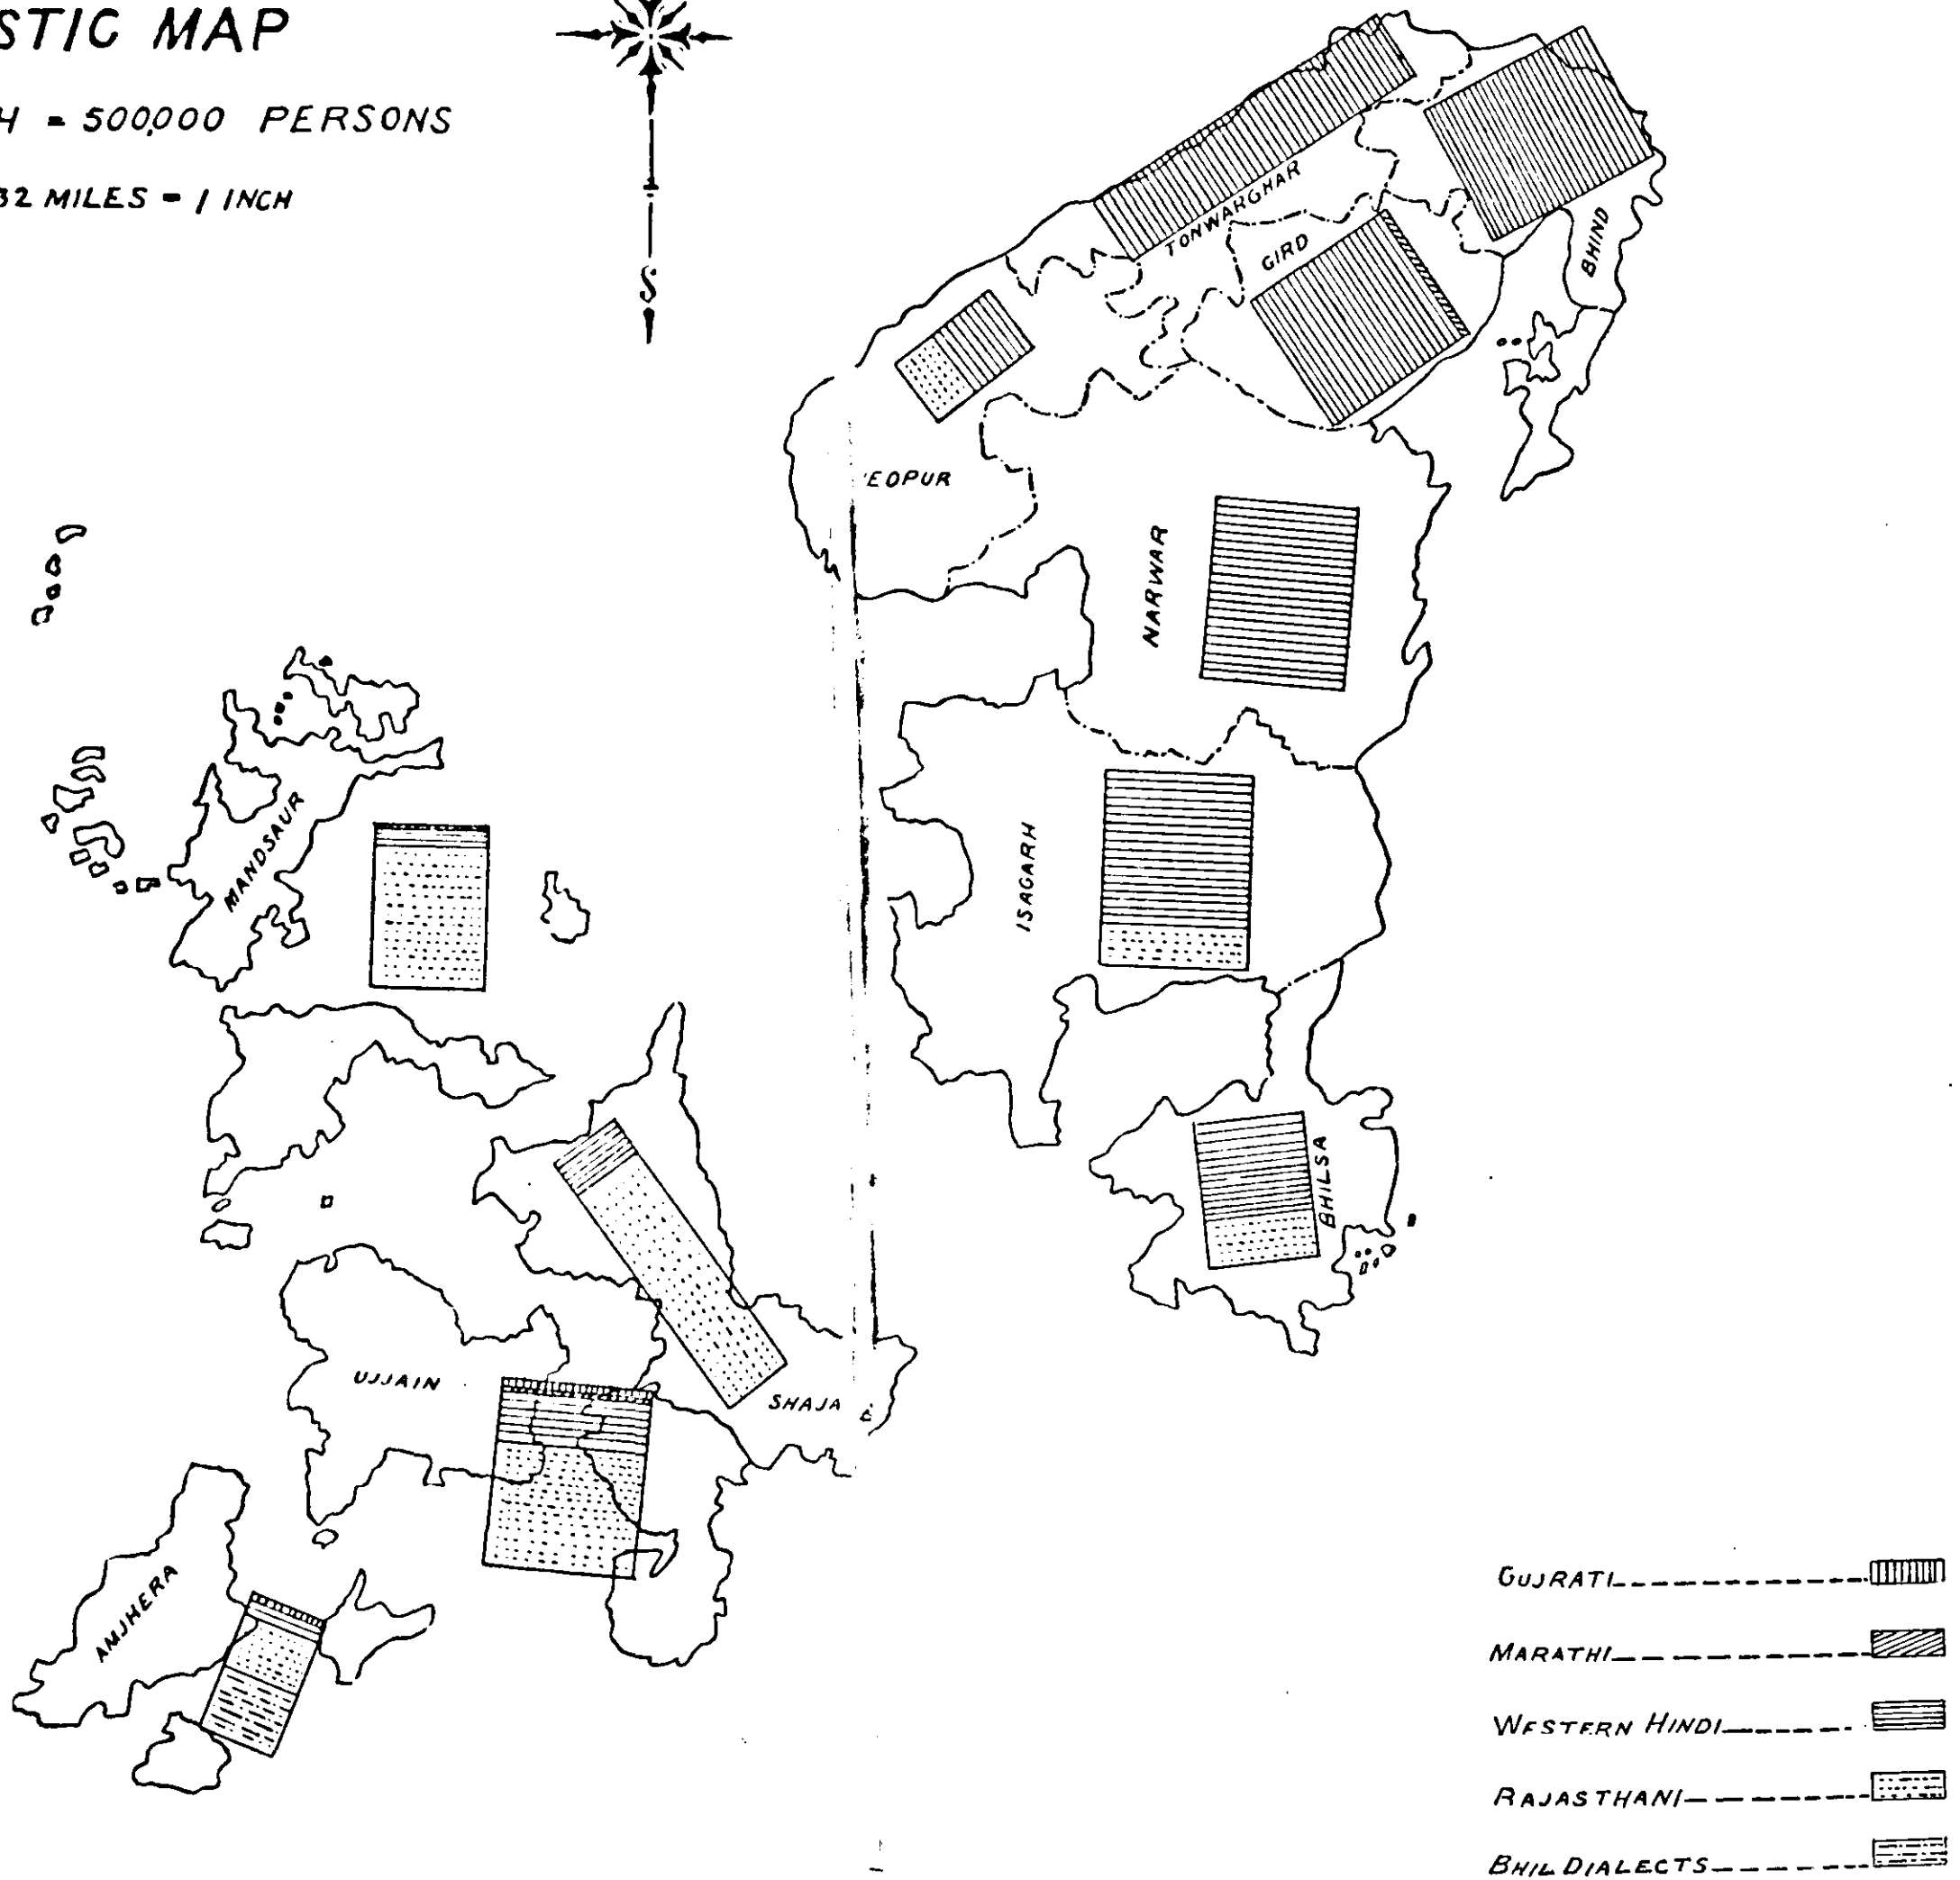 STIC MAP
H = 500,000 PERSONS
32 MILES = 1 INCH
S
TONWARGHAR
GIRD
BHIND
EOPUR
NARWAR
MANDSAUR
ISAGARH
BHILSA
UJJAIN
SHAJA
AMJHERA
GUJRATI
MARATHI
WESTERN HINDI
RAJASTHANI
BHIL DIALECTS